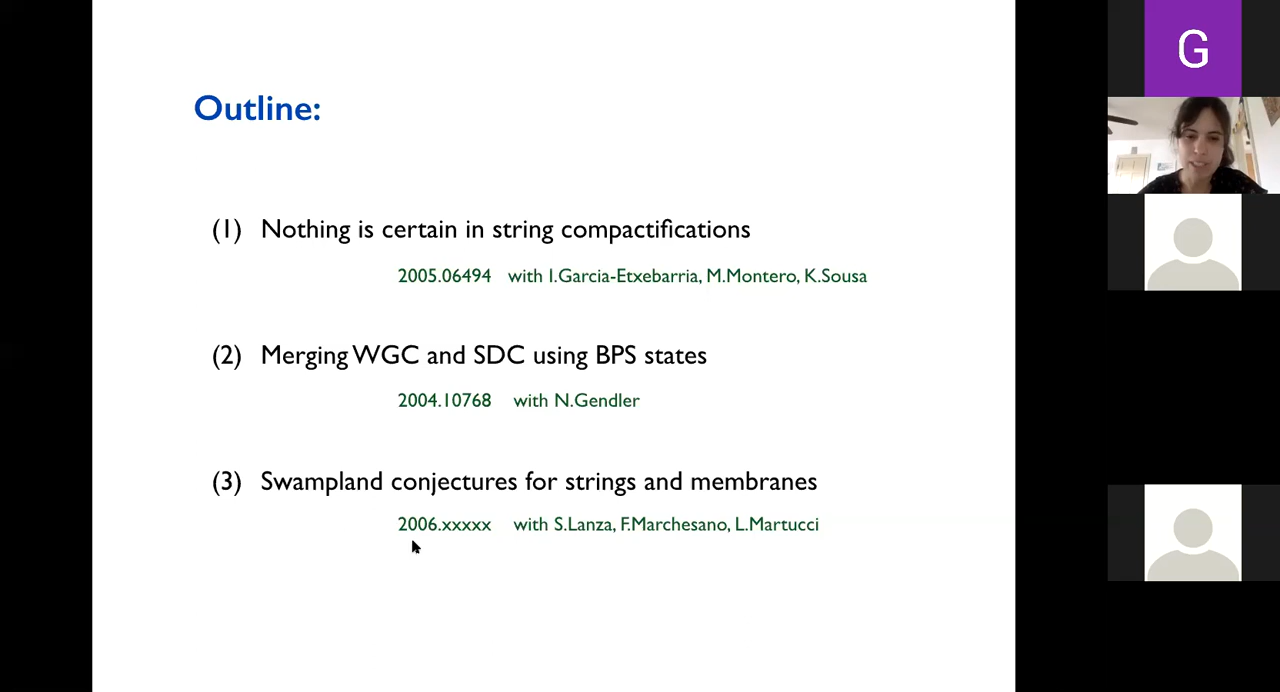 Outline:
(1) Nothing is certain in string compactifications
2005.06494 with I.Garcia-Etxebarria, M.Montero, K.Sousa
(2) Merging WGC and SDC using BPS states
2004.10768 with N.Gendler
(3) Swampland conjectures for strings and membranes
2006.xxxxx with S.Lanza, F.Marchesano, L.Martucci
G